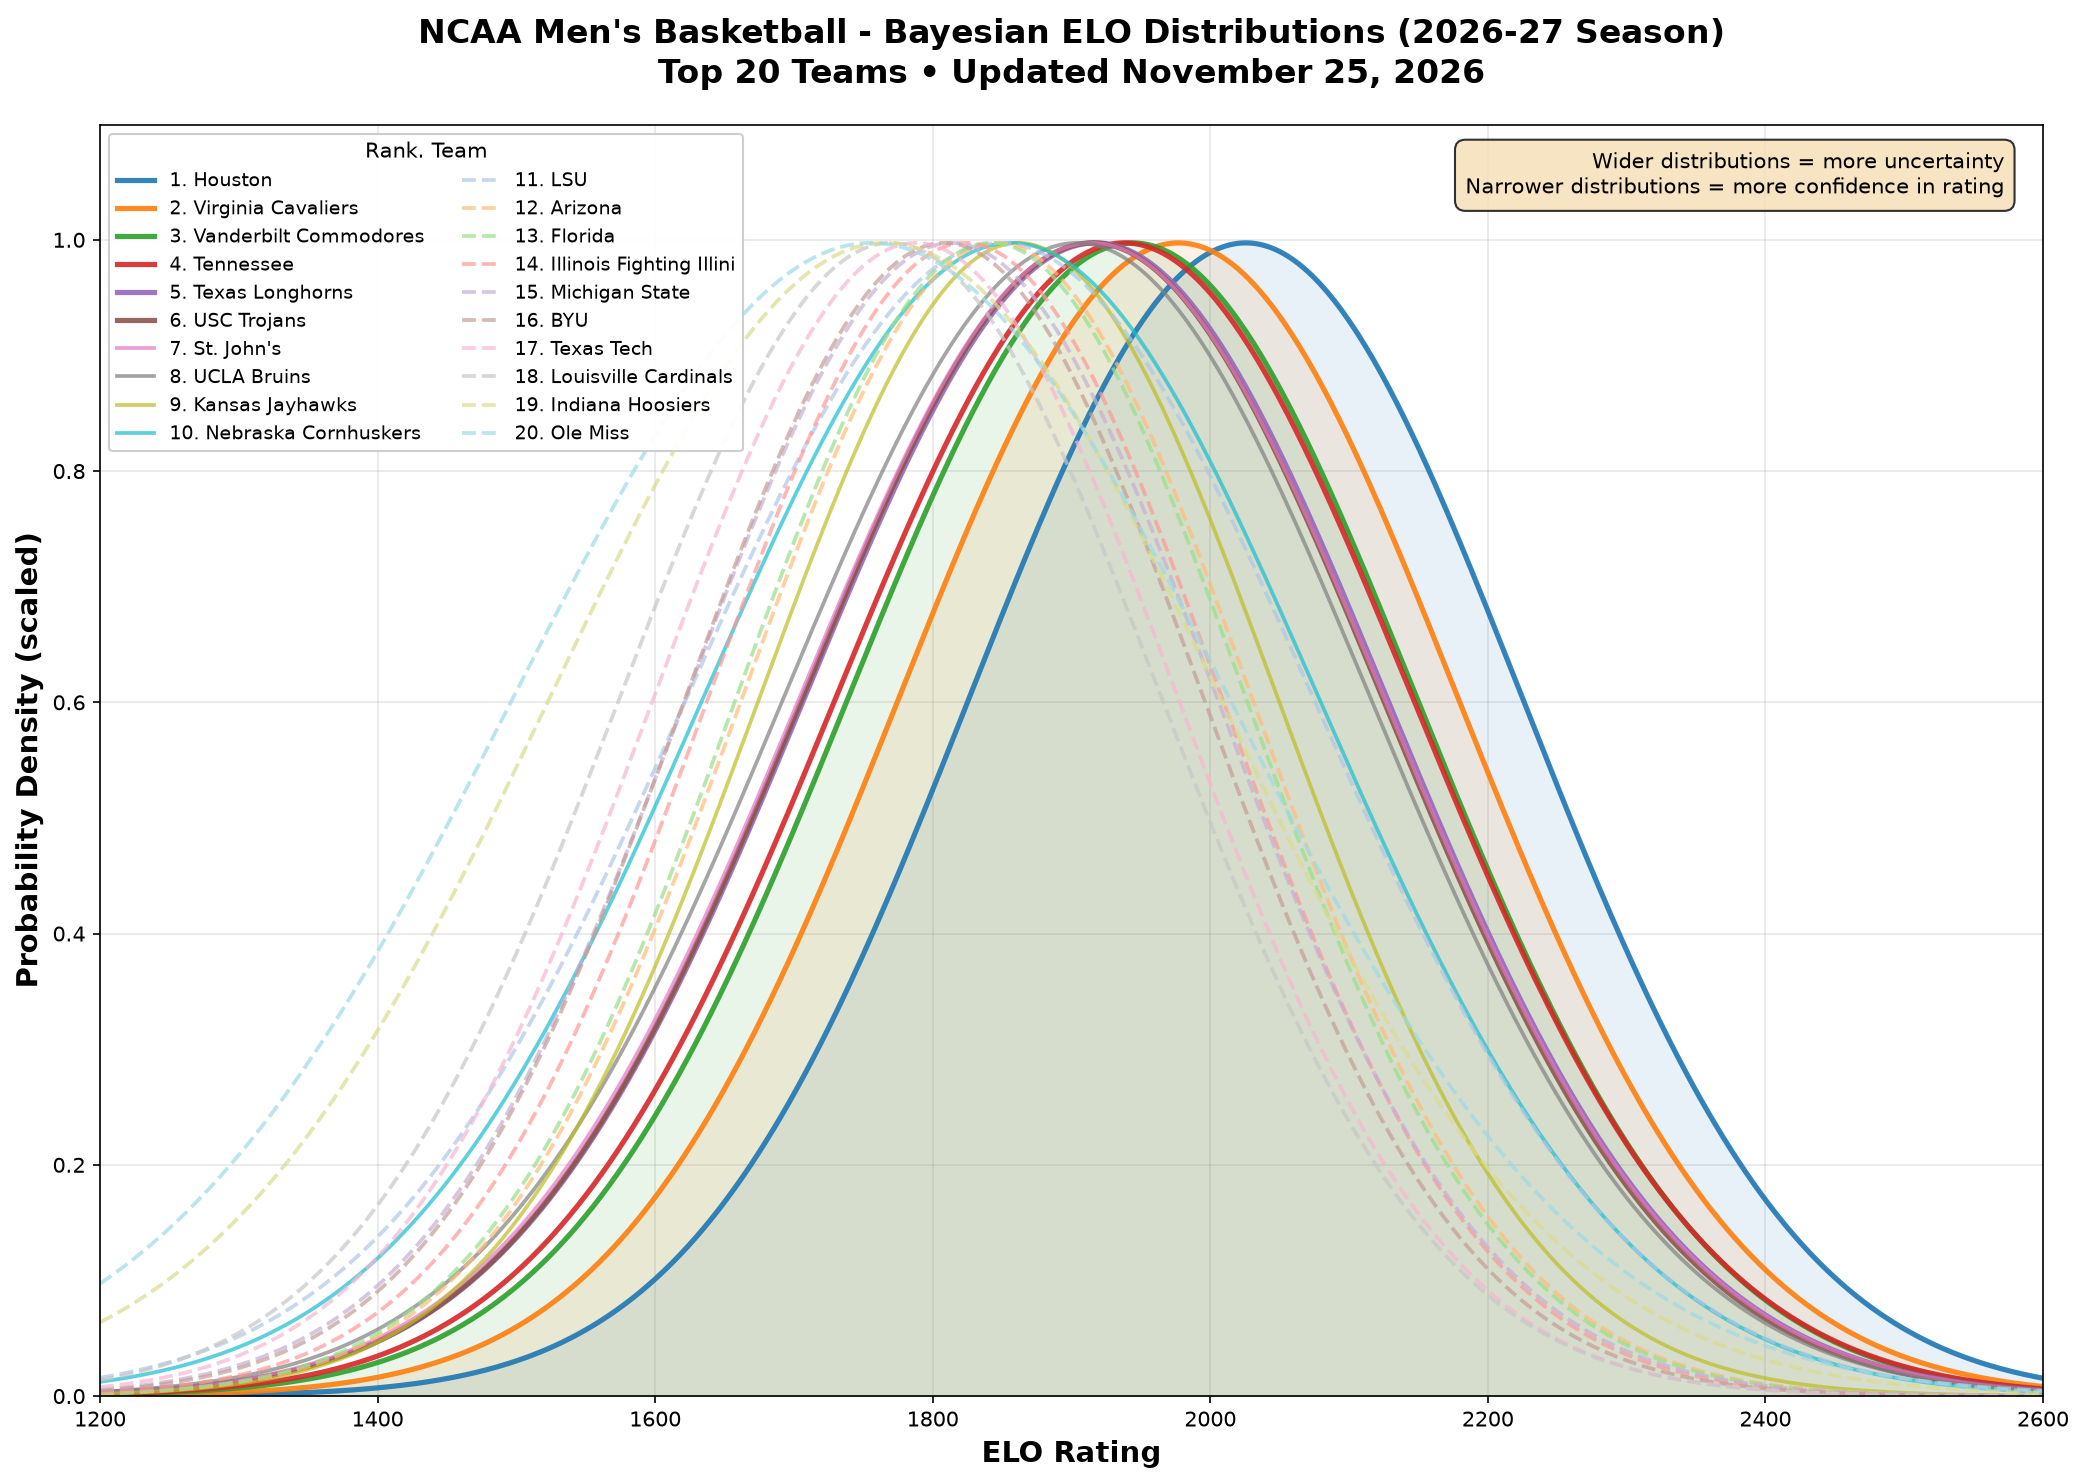 NCAA Men's Basketball - Bayesian ELO Distributions (2026-27 Season)
Top 20 Teams • Updated November 25, 2026
Rank. Team
1. Houston
2. Virginia Cavaliers
3. Vanderbilt Commodores
4. Tennessee
5. Texas Longhorns
6. USC Trojans
7. St. John's
8. UCLA Bruins
9. Kansas Jayhawks
10. Nebraska Cornhuskers
11. LSU
12. Arizona
13. Florida
14. Illinois Fighting Illini
15. Michigan State
16. BYU
17. Texas Tech
18. Louisville Cardinals
19. Indiana Hoosiers
20. Ole Miss
Wider distributions = more uncertainty
Narrower distributions = more confidence in rating
Probability Density (scaled)
1.0
0.8
0.6
0.4
0.2
0.0
1200
1400
1600
1800
2000
2200
2400
2600
ELO Rating